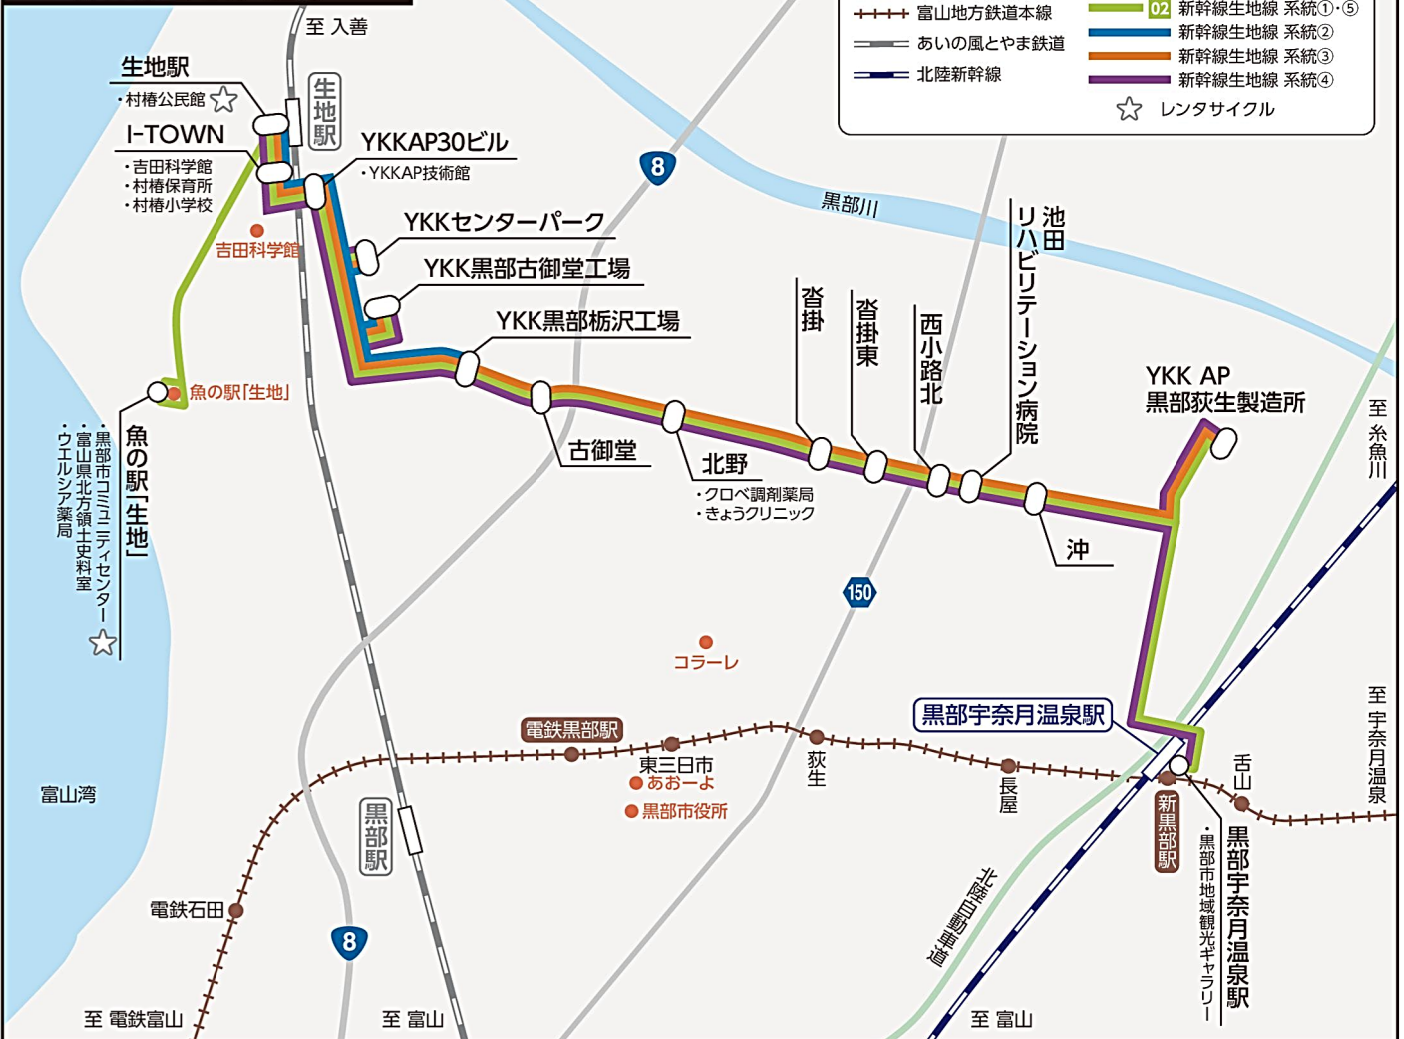 富山地方鉄道本線
あいの風とやま鉄道
北陸新幹線
02 新幹線生地線 系統①・⑤
新幹線生地線 系統②
新幹線生地線 系統③
新幹線生地線 系統④
レンタサイクル
至 入善
生地駅
・村椿公民館
生地駅
I-TOWN
・吉田科学館
・村椿保育所
・村椿小学校
吉田科学館
YKKAP30ビル
・YKKAP技術館
YKKセンターパーク
YKK黒部古御堂工場
YKK黒部栃沢工場
8
黒部川
池田
リハビリテーション病院
沓掛
沓掛東
西小路北
YKK AP
黒部荻生製造所
至 糸魚川
魚の駅「生地」
魚の駅「生地」
・黒部市コミュニティセンター
・富山県北方領土史料室
・ウエルシア薬局
古御堂
北野
・クロベ調剤薬局
・きょうクリニック
沖
150
コラーレ
黒部宇奈月温泉駅
至 宇奈月温泉
電鉄黒部駅
東三日市
あおーよ
黒部市役所
荻生
長屋
舌山
新黒部駅
黒部宇奈月温泉駅
・黒部市地域観光ギャラリー
富山湾
黒部駅
北陸自動車道
電鉄石田
8
至 電鉄富山
至 富山
至 富山